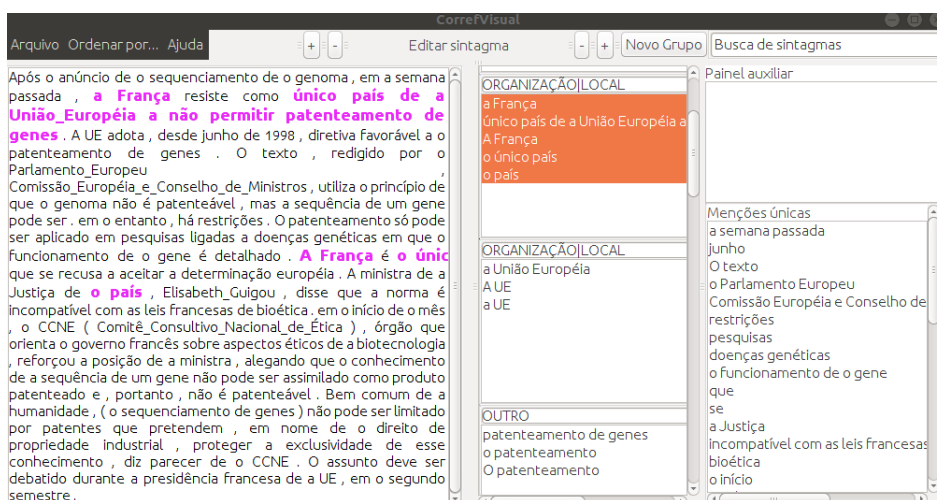 CorrefVisual
Arquivo Ordenar por... Ajuda
+ -
Editar sintagma
- +
Novo Grupo
Busca de sintagmas
Após o anúncio de o sequenciamento de o genoma , em a semana
passada , a França resiste como único país de a
União_Européia a não permitir patenteamento de
genes . A UE adota , desde junho de 1998 , diretiva favorável a o
patenteamento de genes . O texto , redigido por o
Parlamento_Europeu ,
Comissão_Européia_e_Conselho_de_Ministros , utiliza o princípio de
que o genoma não é patenteável , mas a sequência de um gene
pode ser . em o entanto , há restrições . O patenteamento só pode
ser aplicado em pesquisas ligadas a doenças genéticas em que o
funcionamento de o gene é detalhado . A França é o únic
que se recusa a aceitar a determinação européia . A ministra de a
Justiça de o país , Elisabeth_Guigou , disse que a norma é
incompatível com as leis francesas de bioética . em o início de o mês
, o CCNE ( Comitê_Consultivo_Nacional_de_Ética ) , órgão que
orienta o governo francês sobre aspectos éticos de a biotecnologia
, reforçou a posição de a ministra , alegando que o conhecimento
de a sequência de um gene não pode ser assimilado como produto
patenteado e , portanto , não é patenteável . Bem comum de a
humanidade , ( o sequenciamento de genes ) não pode ser limitado
por patentes que pretendem , em nome de o direito de
propriedade industrial , proteger a exclusividade de esse
conhecimento , diz parecer de o CCNE . O assunto deve ser
debatido durante a presidência francesa de a UE , em o segundo
semestre .
ORGANIZAÇÃO|LOCAL
a França
único país de a União Européia a
A França
o único país
o país
ORGANIZAÇÃO|LOCAL
a União Européia
A UE
a UE
OUTRO
patenteamento de genes
o patenteamento
O patenteamento
Painel auxiliar
Menções únicas
a semana passada
junho
O texto
o Parlamento Europeu
Comissão Européia e Conselho de
restrições
pesquisas
doenças genéticas
o funcionamento de o gene
que
se
a Justiça
incompatível com as leis francesas
bioética
o início